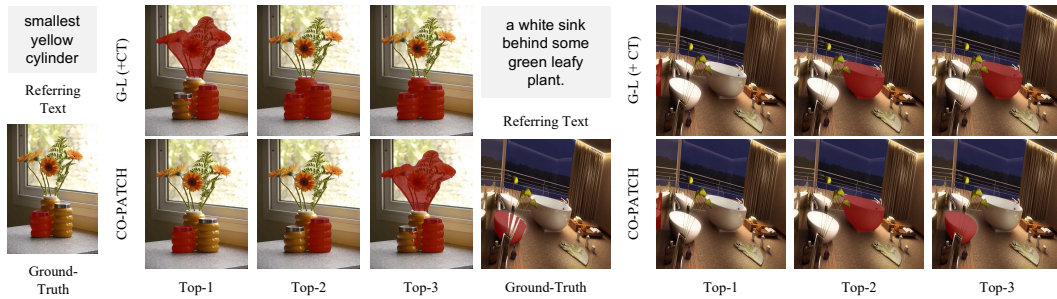 smallest
yellow
cylinder
Referring
Text
Ground-
Truth
G-L (+CT)
CO-PATCH
Top-1
Top-2
Top-3
a white sink
behind some
green leafy
plant.
Referring Text
Ground-Truth
G-L (+ CT)
CO-PATCH
Top-1
Top-2
Top-3